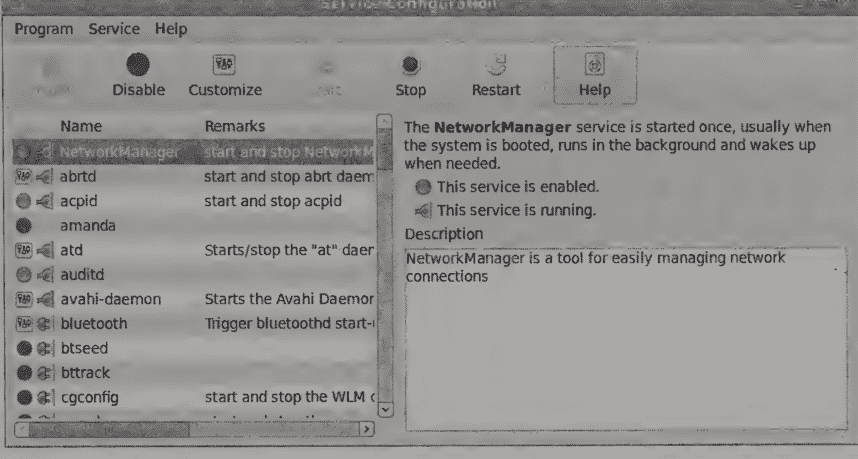 Service Configuration
Program Service Help
Disable Customize Stop Restart Help
Name Remarks
NetworkManager start and stop NetworkM
abrtd start and stop abrt daem
acpid start and stop acpid
amanda
atd Starts/stop the "at" daer
auditd
avahi-daemon Starts the Avahi Daemor
bluetooth Trigger bluetoothd start-
btseed
bttrack
cgconfig start and stop the WLM c
The NetworkManager service is started once, usually when
the system is booted, runs in the background and wakes up
when needed.
This service is enabled.
This service is running.
Description
NetworkManager is a tool for easily managing network
connections